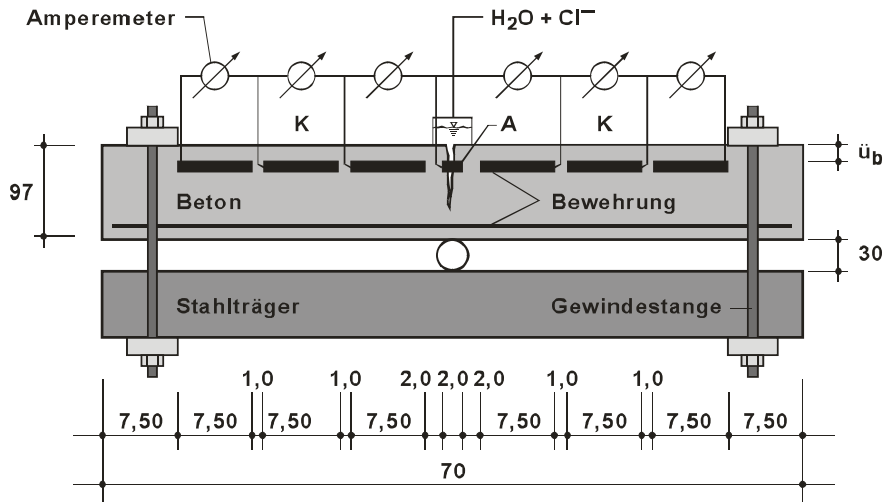 Amperemeter
H₂O + Cl⁻
K
A
K
ü_b
97
Beton
Bewehrung
30
Stahlträger
Gewindestange
1,0 1,0 2,0 2,0 2,0 1,0 1,0
7,50 7,50 7,50 7,50 7,50 7,50 7,50 7,50
70